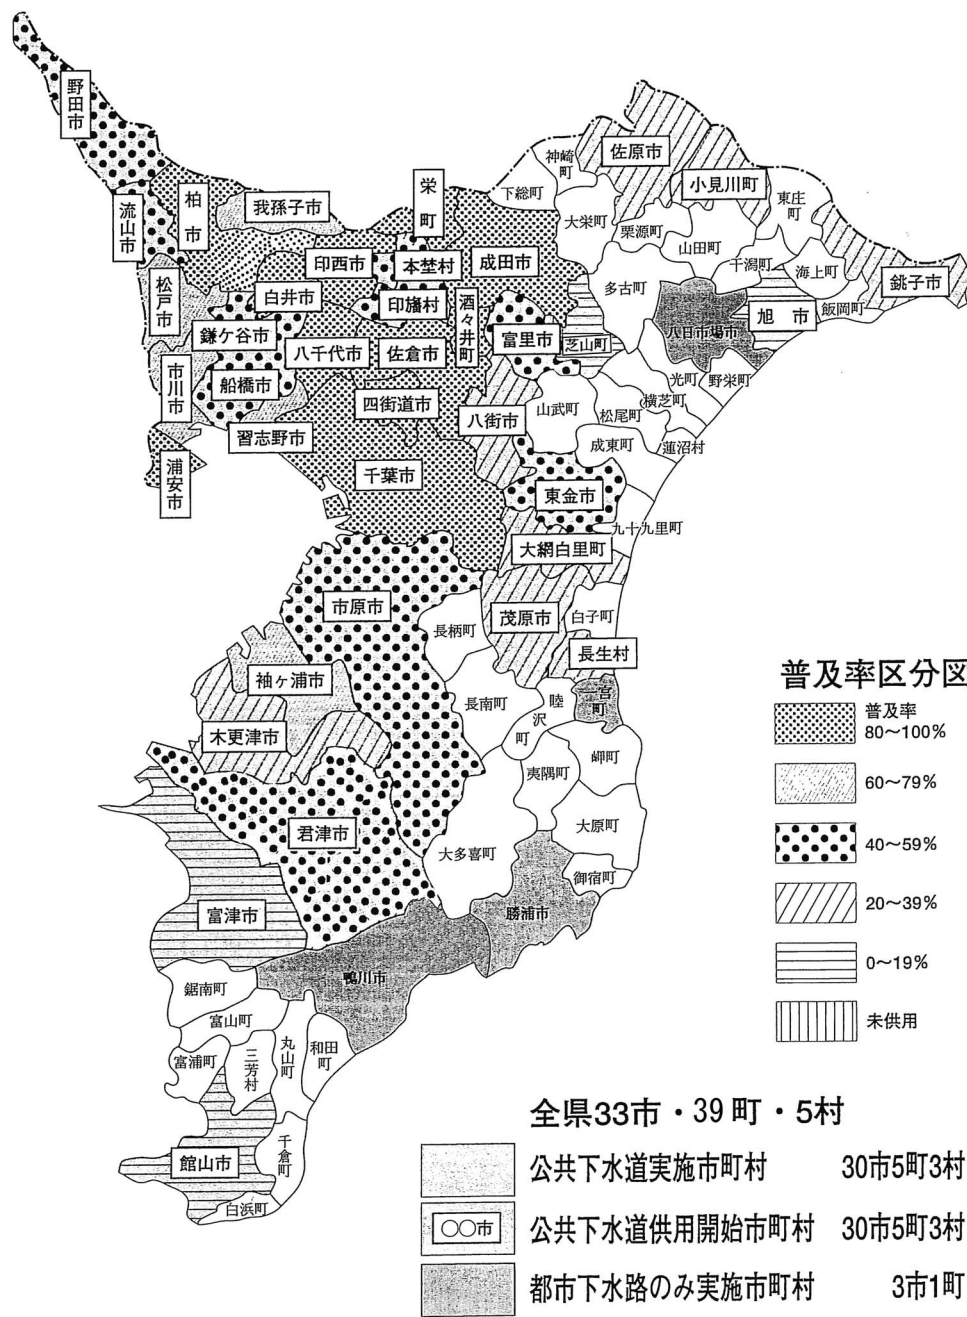 野田市
流山市
柏市
我孫子市
栄町
神崎町
下総町
佐原市
小見川町
東庄町
大栄町
栗源町
山田町
干潟町
海上町
銚子市
飯岡町
旭市
八日市場市
多古町
松戸市
印西市
本埜村
成田市
白井市
印旛村
酒々井町
鎌ケ谷市
八千代市
佐倉市
富里市
芝山町
光町
野栄町
市川市
船橋市
四街道市
八街市
山武町
松尾町
横芝町
習志野市
成東町
蓮沼村
浦安市
千葉市
東金市
九十九里町
大網白里町
市原市
長柄町
茂原市
白子町
長生村
袖ヶ浦市
長南町
睦沢町
一宮町
木更津市
夷隅町
岬町
君津市
大多喜町
大原町
御宿町
富津市
勝浦市
鴨川市
鋸南町
富山町
富浦町
三芳村
丸山町
和田町
館山市
千倉町
白浜町
普及率区分図
普及率
80〜100%
60〜79%
40〜59%
20〜39%
0〜19%
未供用
全県33市・39町・5村
公共下水道実施市町村 30市5町3村
○○市 公共下水道供用開始市町村 30市5町3村
都市下水路のみ実施市町村 3市1町